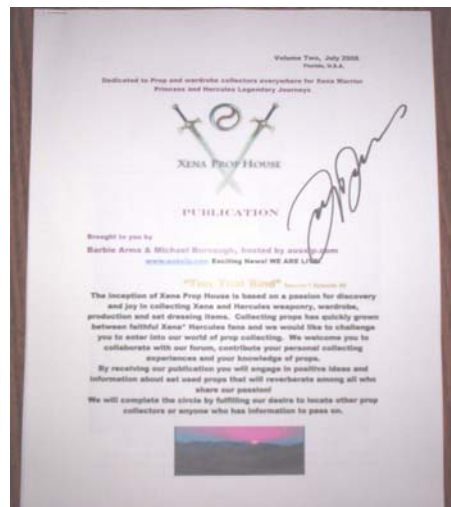 Volume Two, July 2005
Florida, U.S.A.
Dedicated to Prop and wardrobe collectors everywhere for Xena Warrior
Princess and Hercules Legendary Journeys
XENA PROP HOUSE
PUBLICATION
Brought to you by
Barbie Arms & Michael
hosted by
Exciting News! WE ARE LIVE
The inception of Xena Prop House is based on a passion for discovery
and joy in collecting Xena and Hercules weaponry, wardrobe,
production and set dressing items. Collecting props has quickly grown
between faithful Xena* Hercules fans and we would like to challenge
you to enter into our world of prop collecting. We welcome you to
collaborate with our forum, contribute your personal collecting
experiences and your knowledge of props.
By receiving our publication you will engage in positive ideas and
information about set used props that will reverberate among all who
share our passion!
We will complete the circle by fulfilling our desire to locate other prop
collectors or anyone who has information to pass on.